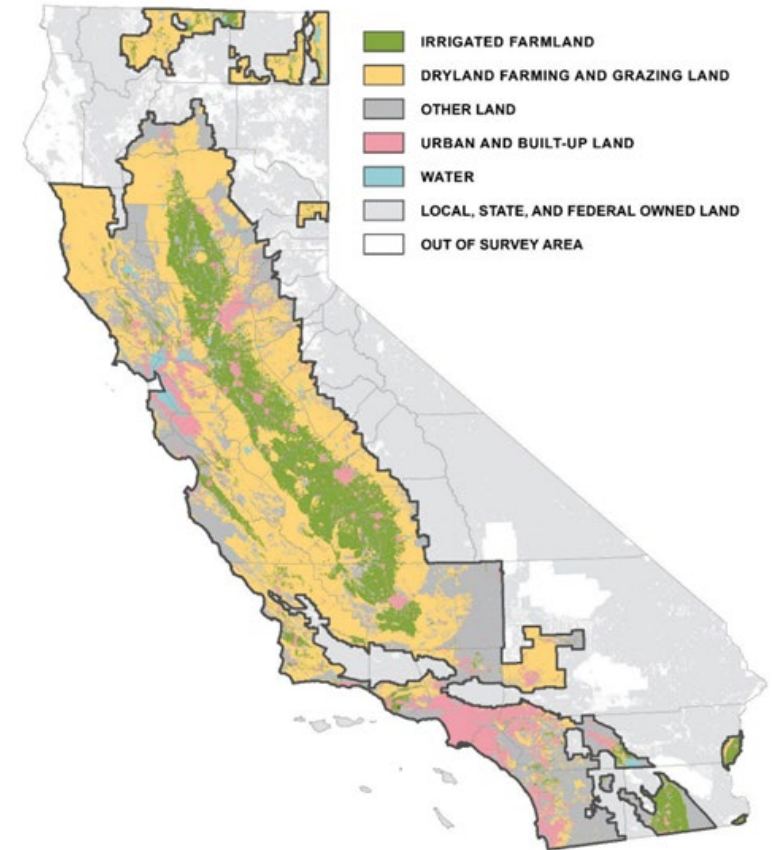 IRRIGATED FARMLAND
DRYLAND FARMING AND GRAZING LAND
OTHER LAND
URBAN AND BUILT-UP LAND
WATER
LOCAL, STATE, AND FEDERAL OWNED LAND
OUT OF SURVEY AREA